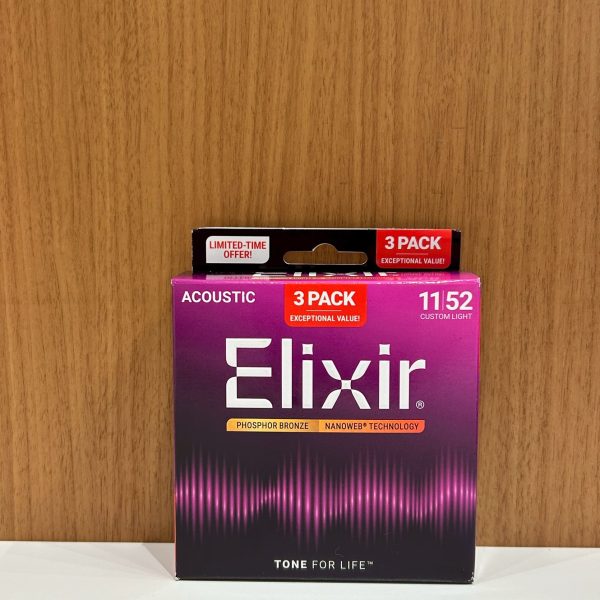 LIMITED-TIME
OFFER!
3 PACK
EXCEPTIONAL VALUE!
ACOUSTIC
3 PACK
EXCEPTIONAL VALUE!
11|52
CUSTOM LIGHT
Elixir®
PHOSPHOR BRONZE NANOWEB® TECHNOLOGY
TONE FOR LIFE™